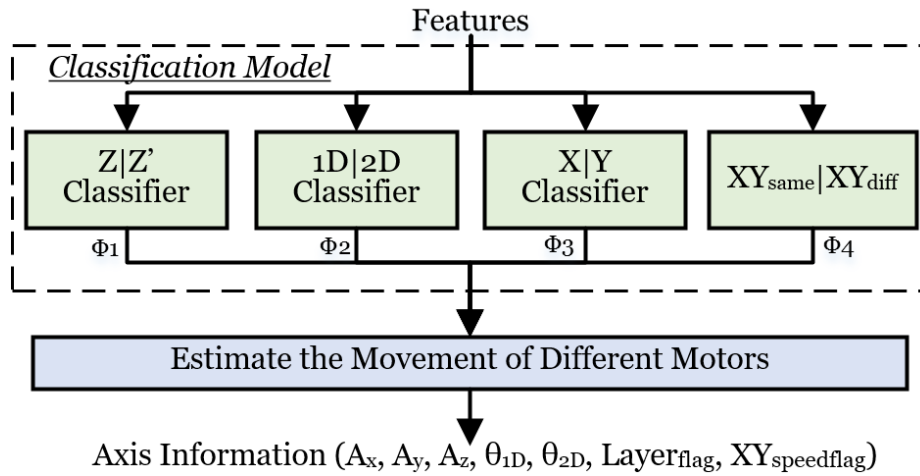 Features
Classification Model
Z|Z’ Classifier
1D|2D Classifier
X|Y Classifier
XYsame|XYdiff
Φ1
Φ2
Φ3
Φ4
Estimate the Movement of Different Motors
Axis Information (Ax, Ay, Az, θ1D, θ2D, Layerflag, XYspeedflag)